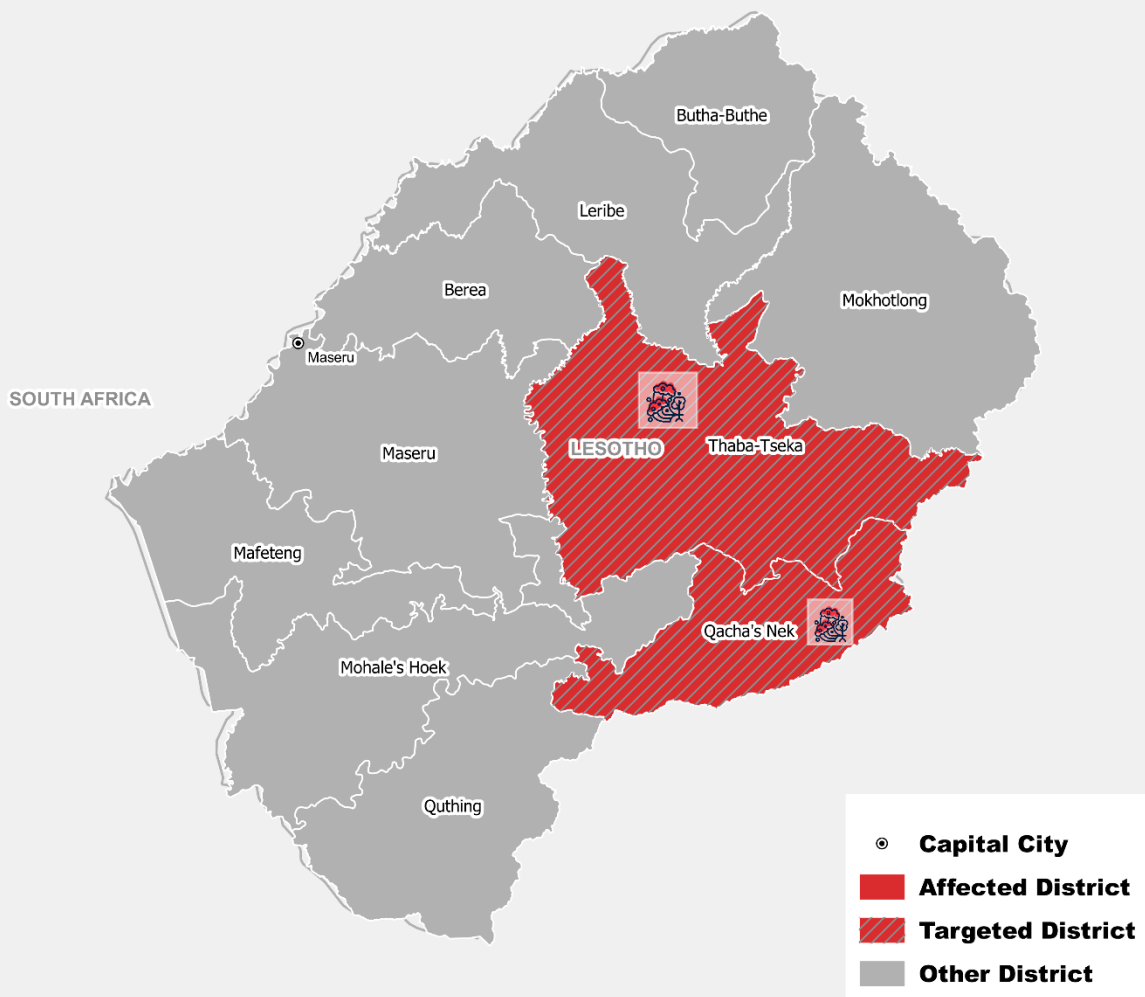 Butha-Buthe
Leribe
Berea
Mokhotlong
Maseru
SOUTH AFRICA
Maseru
LESOTHO
Thaba-Tseka
Mafeteng
Qacha's Nek
Mohale's Hoek
Quthing
Capital City
Affected District
Targeted District
Other District